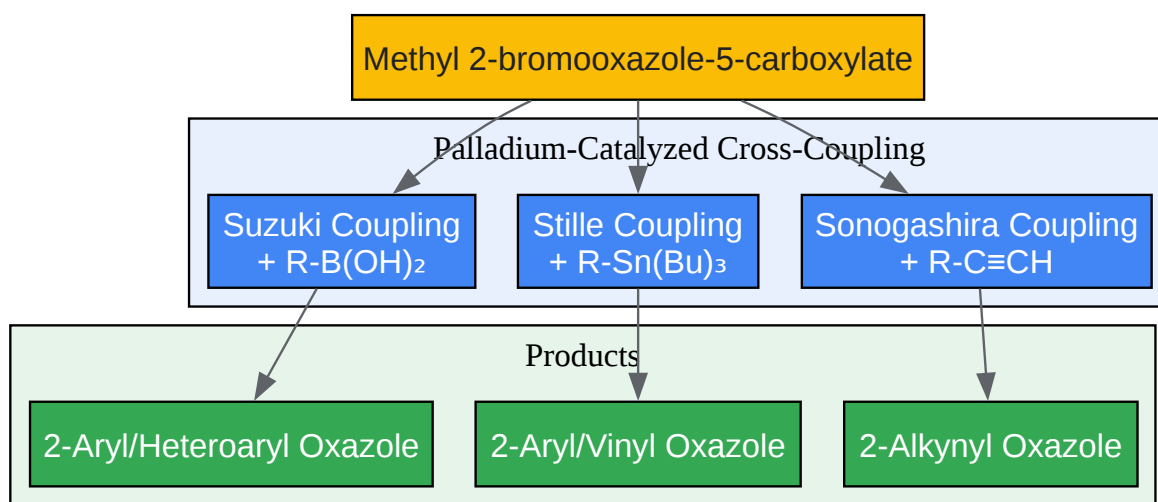 Methyl 2-bromooxazole-5-carboxylate
Palladium-Catalyzed Cross-Coupling
Suzuki Coupling
+ R-B(OH)₂
Stille Coupling
+ R-Sn(Bu)₃
Sonogashira Coupling
+ R-C≡CH
Products
2-Aryl/Heteroaryl Oxazole
2-Aryl/Vinyl Oxazole
2-Alkynyl Oxazole